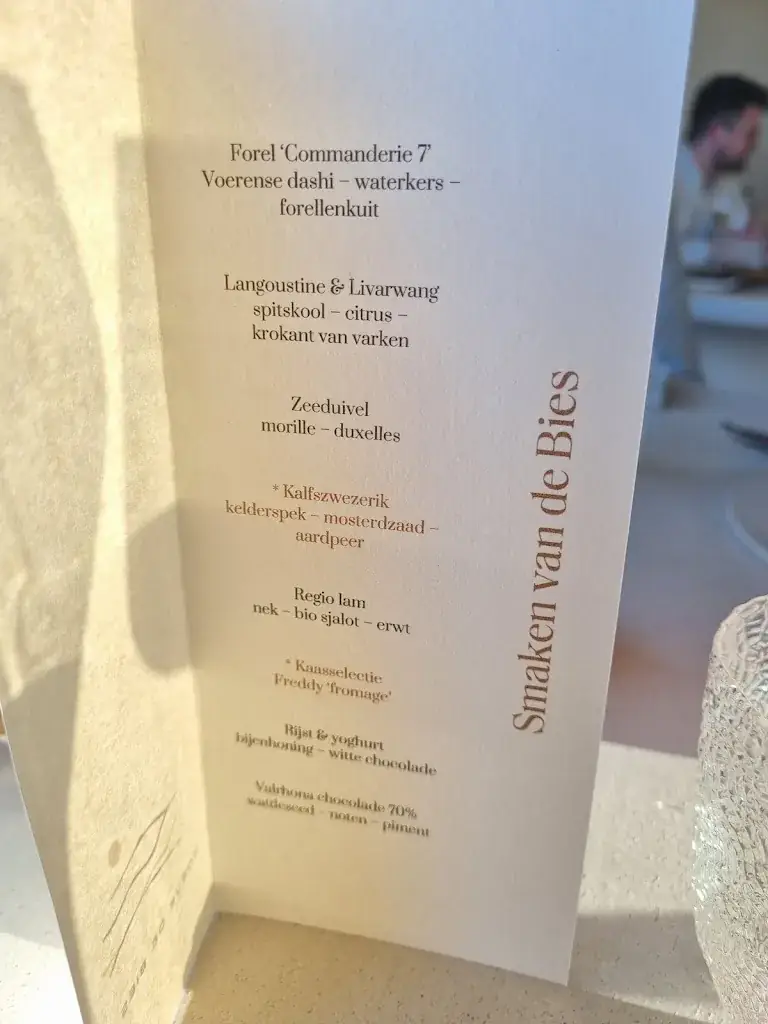 Forel ‘Commanderie 7’
Voerense dashi – waterkers –
forellenkuit
Langoustine & Livarwang
spitskool – citrus –
krokant van varken
Zeeduivel
morille – duxelles
* Kalfszwezerik
kelderspek – mosterdzaad –
aardpeer
Regio lam
nek – bio sjalot – erwt
* Kaasselectie
Freddy ‘fromage’
Rijst & yoghurt
bijenhoning – witte chocolade
Valrhona chocolade 70%
noten – piment
Smaken van de Bies